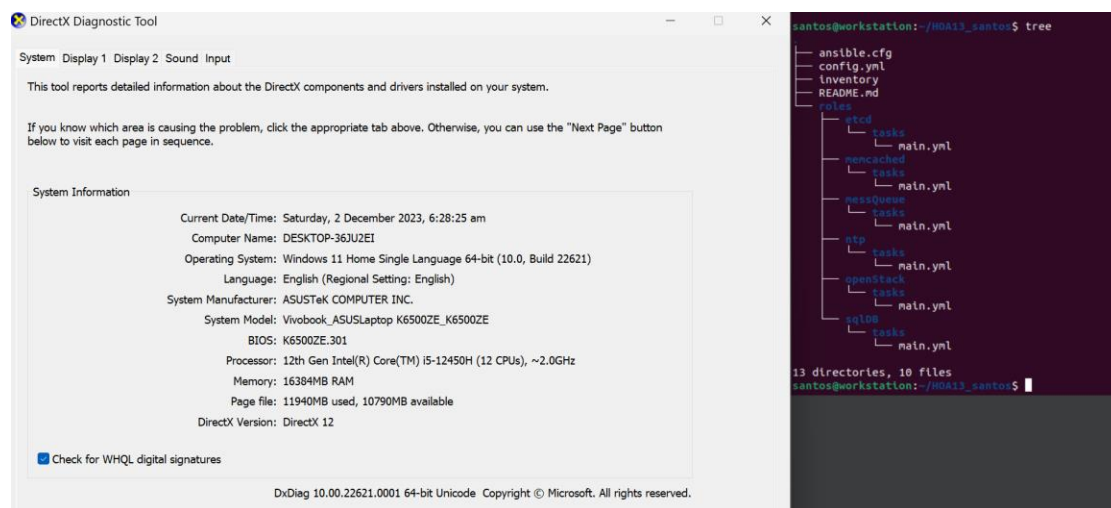 DirectX Diagnostic Tool
System Display 1 Display 2 Sound Input
This tool reports detailed information about the DirectX components and drivers installed on your system.
If you know which area is causing the problem, click the appropriate tab above. Otherwise, you can use the "Next Page" button
below to visit each page in sequence.
System Information
Current Date/Time: Saturday, 2 December 2023, 6:28:25 am
Computer Name: DESKTOP-36JU2EI
Operating System: Windows 11 Home Single Language 64-bit (10.0, Build 22621)
Language: English (Regional Setting: English)
System Manufacturer: ASUSTeK COMPUTER INC.
System Model: Vivobook_ASUSLaptop K6500ZE_K6500ZE
BIOS: K6500ZE.301
Processor: 12th Gen Intel(R) Core(TM) i5-12450H (12 CPUs), ~2.0GHz
Memory: 16384MB RAM
Page file: 11940MB used, 10790MB available
DirectX Version: DirectX 12
Check for WHQL digital signatures
DxDiag 10.00.22621.0001 64-bit Unicode Copyright © Microsoft. All rights reserved.
santos@workstation:~/HOA13_santos$ tree
.
├── ansible.cfg
├── config.yml
├── inventory
├── README.md
└── roles
    ├── etcd
    │   └── tasks
    │       └── main.yml
    ├── memcached
    │   └── tasks
    │       └── main.yml
    ├── messQueue
    │   └── tasks
    │       └── main.yml
    ├── ntp
    │   └── tasks
    │       └── main.yml
    ├── openStack
    │   └── tasks
    │       └── main.yml
    └── sqlDB
        └── tasks
            └── main.yml
13 directories, 10 files
santos@workstation:~/HOA13_santos$